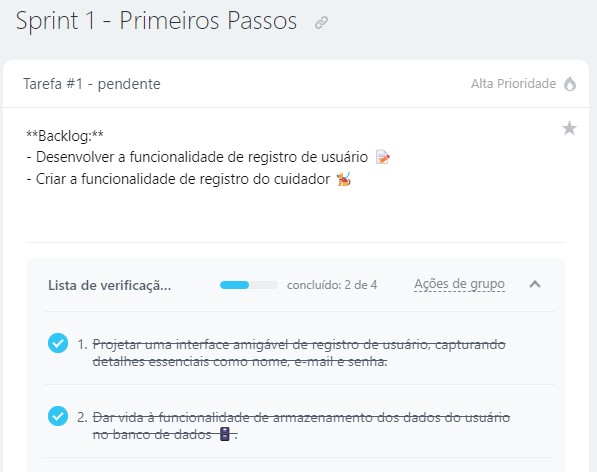 Sprint 1 - Primeiros Passos
Tarefa #1 - pendente
Alta Prioridade
**Backlog:**
- Desenvolver a funcionalidade de registro de usuário 📝
- Criar a funcionalidade de registro do cuidador 🐕‍🦺
Lista de verificaçã...
concluído: 2 de 4
Ações de grupo
1. Projetar uma interface amigável de registro de usuário, capturando
detalhes essenciais como nome, e-mail e senha.
2. Dar vida à funcionalidade de armazenamento dos dados do usuário
no banco de dados 🖥.